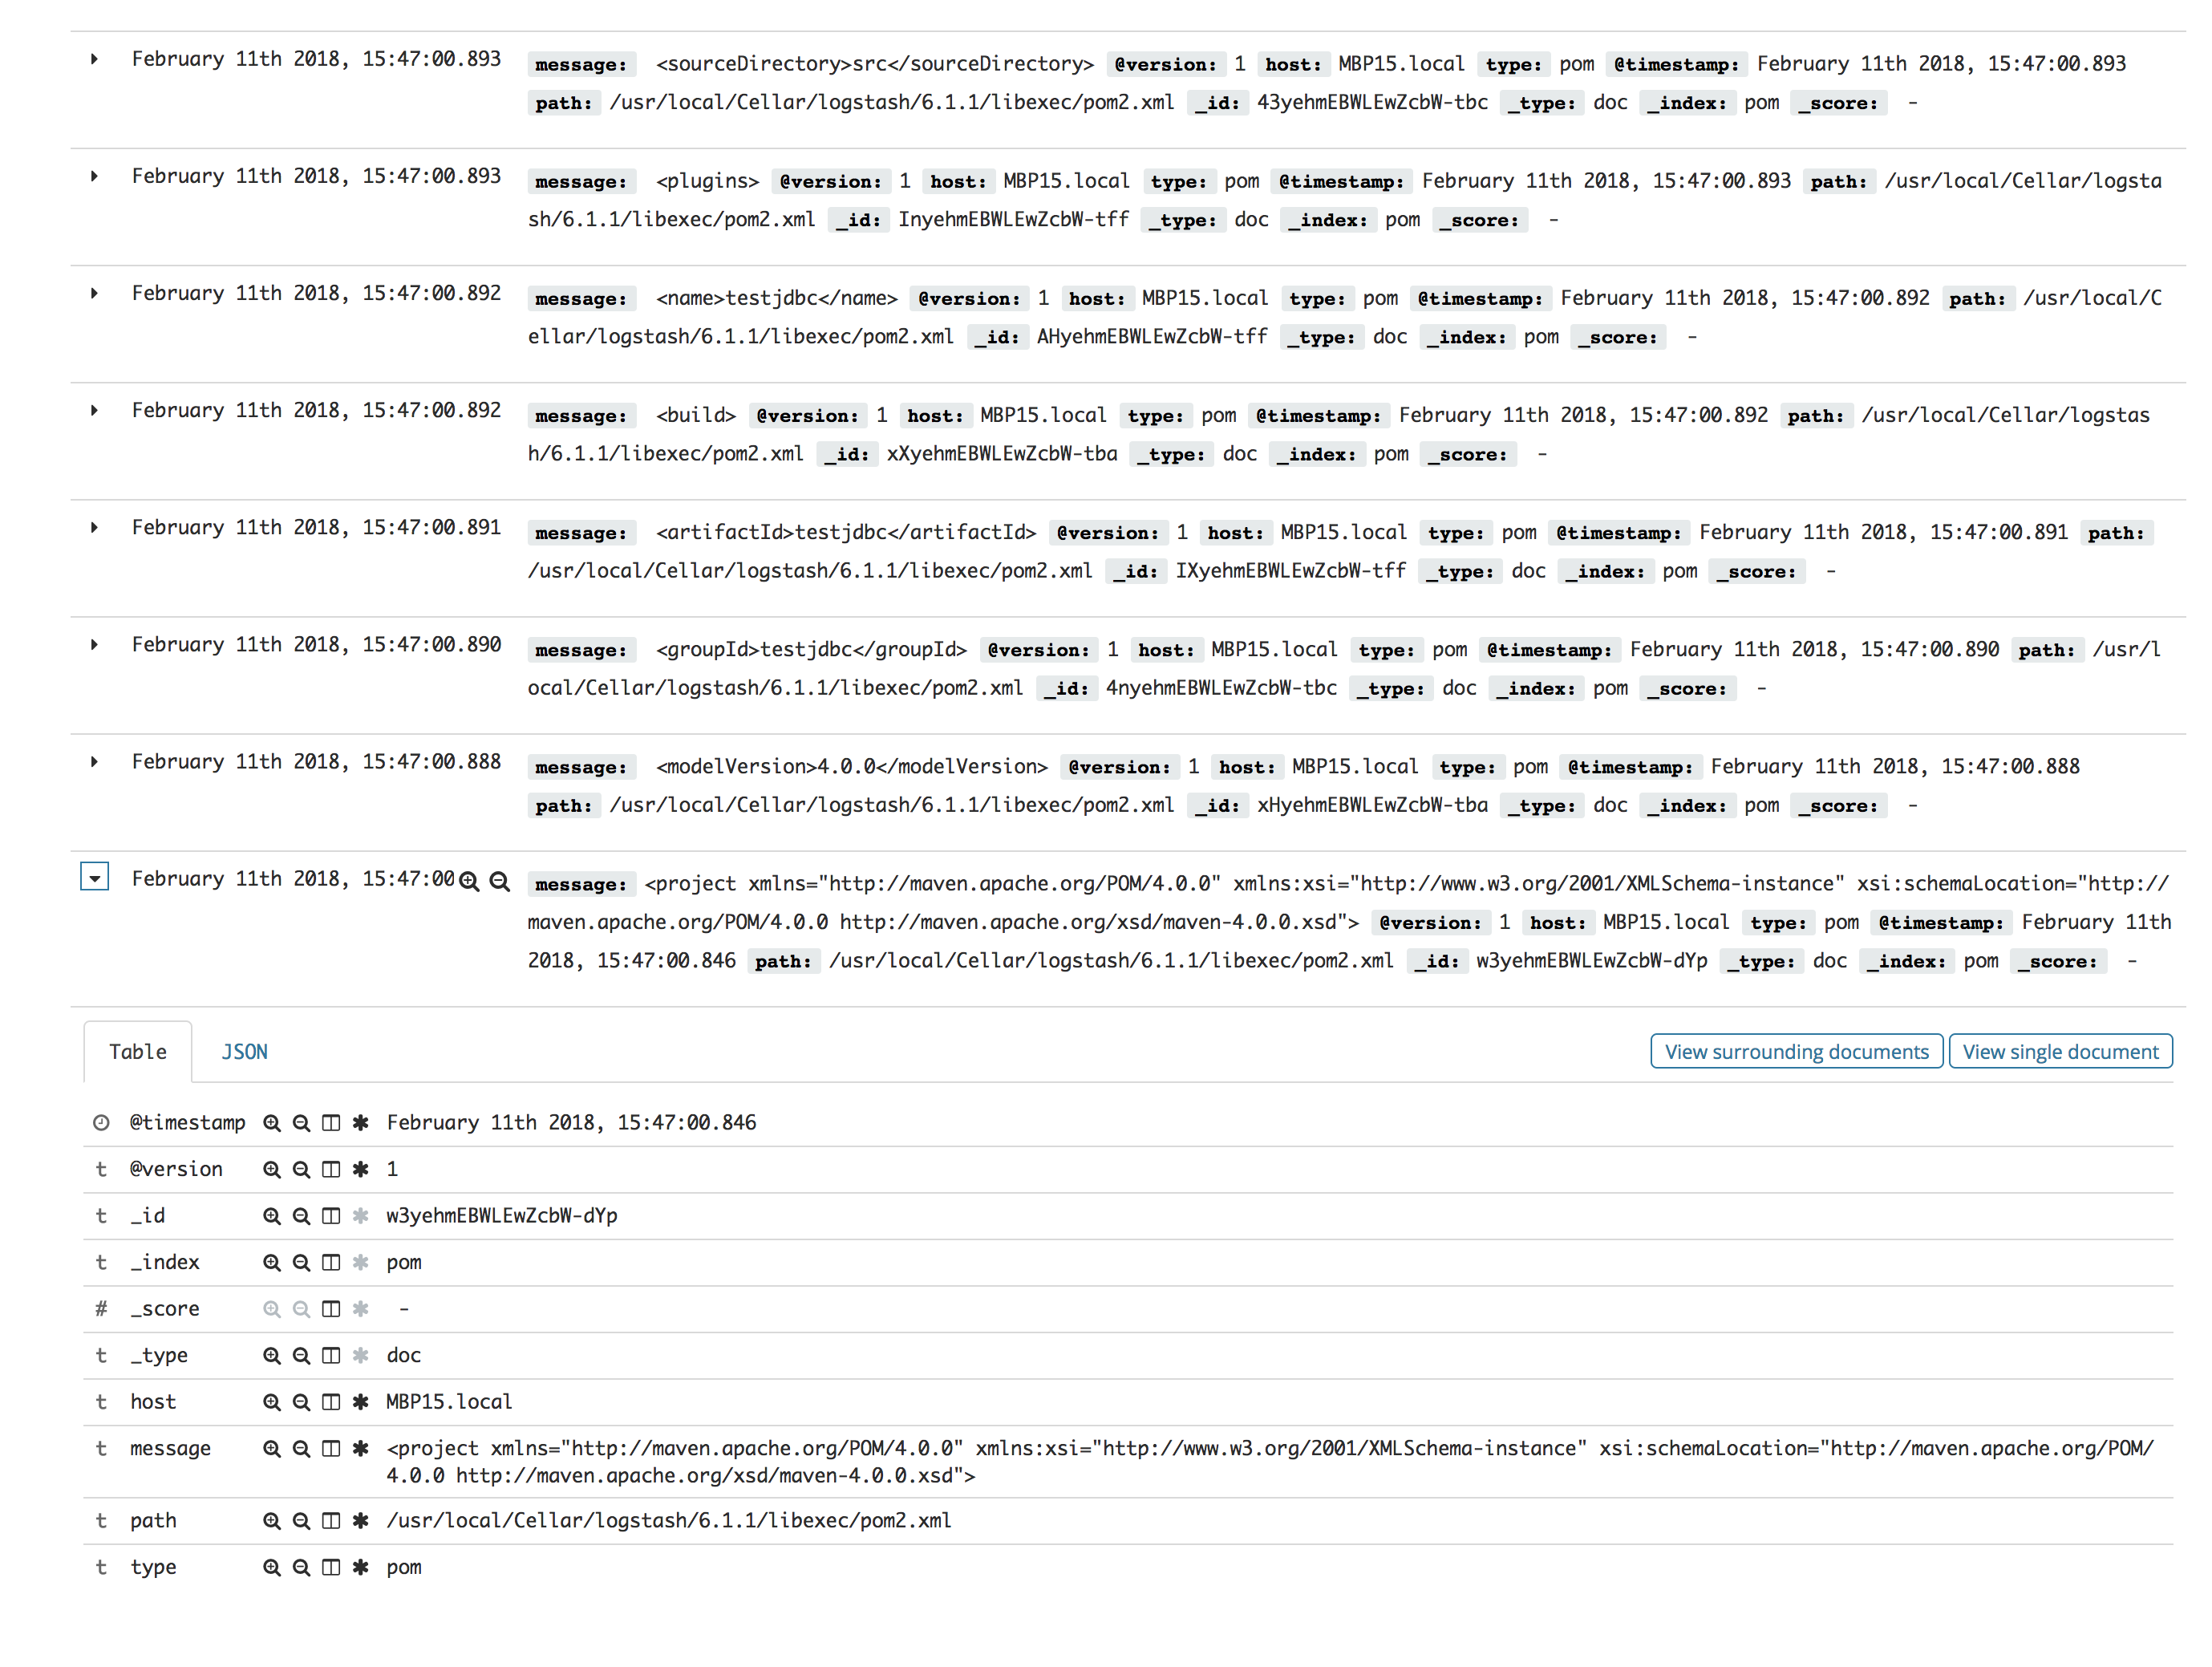 February 11th 2018, 15:47:00.893 message: <sourceDirectory>src</sourceDirectory> @version: 1 host: MBP15.local type: pom @timestamp: February 11th 2018, 15:47:00.893
path: /usr/local/Cellar/logstash/6.1.1/libexec/pom2.xml _id: 43yehmEBWLEwZcbW-tbc _type: doc _index: pom _score: -
February 11th 2018, 15:47:00.893 message: <plugins> @version: 1 host: MBP15.local type: pom @timestamp: February 11th 2018, 15:47:00.893 path: /usr/local/Cellar/logsta
sh/6.1.1/libexec/pom2.xml _id: InyehmEBWLEwZcbW-tff _type: doc _index: pom _score: -
February 11th 2018, 15:47:00.892 message: <name>testjdbc</name> @version: 1 host: MBP15.local type: pom @timestamp: February 11th 2018, 15:47:00.892 path: /usr/local/C
ellar/logstash/6.1.1/libexec/pom2.xml _id: AHyehmEBWLEwZcbW-tff _type: doc _index: pom _score: -
February 11th 2018, 15:47:00.892 message: <build> @version: 1 host: MBP15.local type: pom @timestamp: February 11th 2018, 15:47:00.892 path: /usr/local/Cellar/logstas
h/6.1.1/libexec/pom2.xml _id: xXyehmEBWLEwZcbW-tba _type: doc _index: pom _score: -
February 11th 2018, 15:47:00.891 message: <artifactId>testjdbc</artifactId> @version: 1 host: MBP15.local type: pom @timestamp: February 11th 2018, 15:47:00.891 path:
/usr/local/Cellar/logstash/6.1.1/libexec/pom2.xml _id: IXyehmEBWLEwZcbW-tff _type: doc _index: pom _score: -
February 11th 2018, 15:47:00.890 message: <groupId>testjdbc</groupId> @version: 1 host: MBP15.local type: pom @timestamp: February 11th 2018, 15:47:00.890 path: /usr/l
ocal/Cellar/logstash/6.1.1/libexec/pom2.xml _id: 4nyehmEBWLEwZcbW-tbc _type: doc _index: pom _score: -
February 11th 2018, 15:47:00.888 message: <modelVersion>4.0.0</modelVersion> @version: 1 host: MBP15.local type: pom @timestamp: February 11th 2018, 15:47:00.888
path: /usr/local/Cellar/logstash/6.1.1/libexec/pom2.xml _id: xHyehmEBWLEwZcbW-tba _type: doc _index: pom _score: -
February 11th 2018, 15:47:00 message: <project xmlns="http://maven.apache.org/POM/4.0.0" xmlns:xsi="http://www.w3.org/2001/XMLSchema-instance" xsi:schemaLocation="http://
maven.apache.org/POM/4.0.0 http://maven.apache.org/xsd/maven-4.0.0.xsd"> @version: 1 host: MBP15.local type: pom @timestamp: February 11th
2018, 15:47:00.846 path: /usr/local/Cellar/logstash/6.1.1/libexec/pom2.xml _id: w3yehmEBWLEwZcbW-dYp _type: doc _index: pom _score: -
Table JSON View surrounding documents View single document
@timestamp February 11th 2018, 15:47:00.846
t @version 1
t _id w3yehmEBWLEwZcbW-dYp
t _index pom
# _score -
t _type doc
t host MBP15.local
t message <project xmlns="http://maven.apache.org/POM/4.0.0" xmlns:xsi="http://www.w3.org/2001/XMLSchema-instance" xsi:schemaLocation="http://maven.apache.org/POM/
4.0.0 http://maven.apache.org/xsd/maven-4.0.0.xsd">
t path /usr/local/Cellar/logstash/6.1.1/libexec/pom2.xml
t type pom